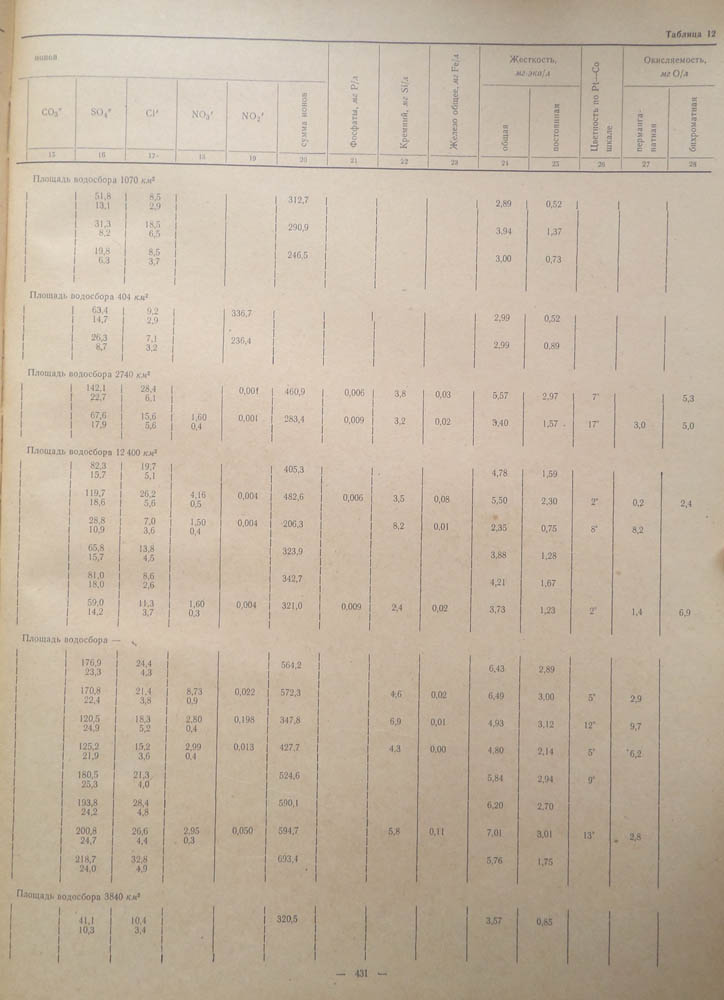 Таблица 12
ионов
CO₃″ SO₄″ Cl′ NO₃′ NO₂′ сумма ионов Фосфаты, мг P/л Кремний, мг Si/л Железо общее, мг Fe/л Жесткость, мг-экв/л общая постоянная Цветность по Pt—Co шкале Окисляемость, мг O/л перманга-натная бихроматная
15 16 17 18 19 20 21 22 23 24 25 26 27 28
Площадь водосбора 1070 км²
51,8 8,5 312,7 2,89 0,52
13,1 2,9
31,3 18,5 290,9 3,94 1,37
8,2 6,5
19,8 8,5 246,5 3,00 0,73
6,3 3,7
Площадь водосбора 404 км²
63,4 9,2 336,7 2,99 0,52
14,7 2,9
26,3 7,1 236,4 2,99 0,89
8,7 3,2
Площадь водосбора 2740 км²
142,1 28,4 0,001 460,9 0,006 3,8 0,03 5,57 2,97 7° 5,3
22,7 6,1
67,6 15,6 1,60 0,001 283,4 0,009 3,2 0,02 3,40 1,57 17° 3,0 5,0
17,9 5,6 0,4
Площадь водосбора 12 400 км²
82,3 19,7 405,3 4,78 1,59
15,7 5,1
119,7 26,2 4,16 0,004 482,6 0,006 3,5 0,08 5,50 2,30 2° 0,2 2,4
18,6 5,6 0,5
28,8 7,0 1,50 0,004 206,3 8,2 0,01 2,35 0,75 8° 8,2
10,9 3,6 0,4
65,8 13,8 323,9 3,88 1,28
15,7 4,5
81,0 8,6 342,7 4,21 1,67
18,0 2,6
59,0 11,3 1,60 0,004 321,0 0,009 2,4 0,02 3,73 1,23 2° 1,4 6,9
14,2 3,7 0,3
Площадь водосбора —
176,9 24,4 564,2 6,43 2,89
23,3 4,3
170,8 21,4 8,73 0,022 572,3 4,6 0,02 6,49 3,00 5° 2,9
22,4 3,8 0,9
120,5 18,3 2,80 0,198 347,8 6,9 0,01 4,93 3,12 12° 9,7
24,9 5,2 0,4
125,2 15,2 2,99 0,013 427,7 4,3 0,00 4,80 2,14 5° 6,2
21,9 3,6 0,4
180,5 21,3 524,6 5,84 2,94 9°
25,3 4,0
193,8 28,4 590,1 6,20 2,70
24,2 4,8
200,8 26,6 2,95 0,050 594,7 5,8 0,11 7,01 3,01 13° 2,8
24,7 4,4 0,3
218,7 32,8 693,4 5,76 1,75
24,0 4,9
Площадь водосбора 3840 км²
41,1 10,4 320,5 3,57 0,85
10,3 3,4
— 431 —